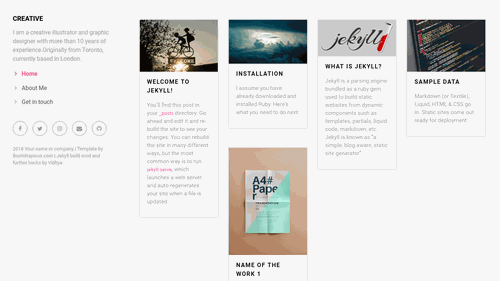 CREATIVE
I am a creative illustrator and graphic
designer with more than 10 years of
experience.Originally from Toronto,
currently based in London.
Home
About Me
Get in touch
2018 Your name or company | Template by
Bootstrapious.com | Jekyll build mod and
further hacks by Vidhya
WELCOME TO
JEKYLL!
You'll find this post in
your _posts directory. Go
ahead and edit it and re-
build the site to see your
changes. You can rebuild
the site in many different
ways, but the most
common way is to run
jekyll serve, which
launches a web server
and auto-regenerates
your site when a file is
updated.
INSTALLATION
I assume you have
already downloaded and
installed Ruby. Here's
what you need to do next
A4#
Pape
r
NAME OF THE
WORK 1
jekyll
WHAT IS JEKYLL?
Jekyll is a parsing engine
bundled as a ruby gem
used to build static
websites from dynamic
components such as
templates, partials, liquid
code, markdown, etc.
Jekyll is known as "a
simple, blog aware, static
site generator"
SAMPLE DATA
Markdown (or Textile),
Liquid, HTML & CSS go
in. Static sites come out
ready for deployment